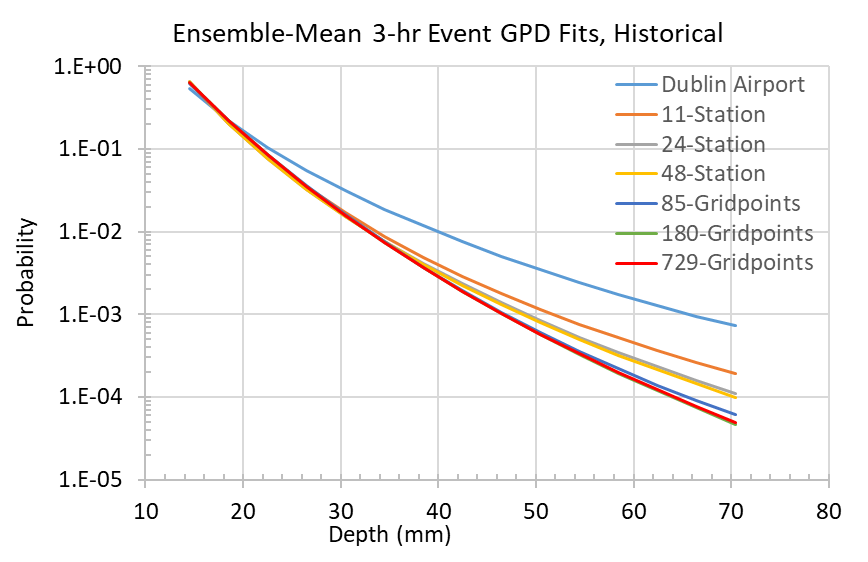 Ensemble-Mean 3-hr Event GPD Fits, Historical
1.E+00
1.E-01
1.E-02
1.E-03
1.E-04
1.E-05
Probability
Dublin Airport
11-Station
24-Station
48-Station
85-Gridpoints
180-Gridpoints
729-Gridpoints
10 20 30 40 50 60 70 80
Depth (mm)